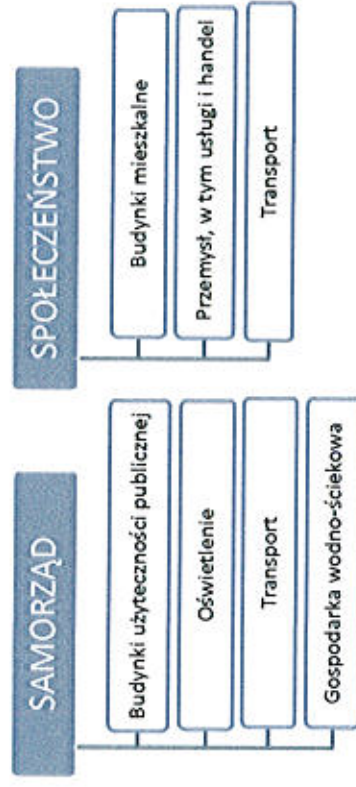 SAMORZĄD
Budynki użyteczności publicznej
Oświetlenie
Transport
Gospodarka wodno-ściekowa
SPOŁECZEŃSTWO
Budynki mieszkalne
Przemysł, w tym usługi i handel
Transport